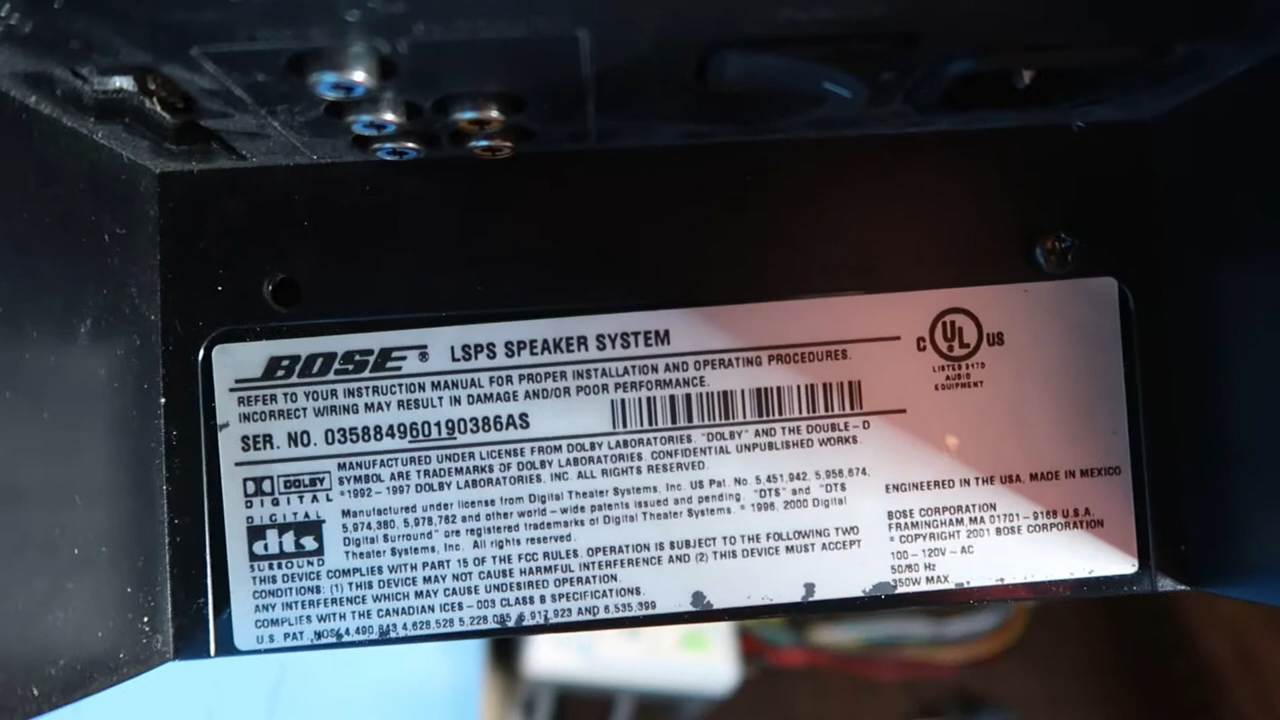 BOSE® LSPS SPEAKER SYSTEM
REFER TO YOUR INSTRUCTION MANUAL FOR PROPER INSTALLATION AND OPERATING PROCEDURES.
INCORRECT WIRING MAY RESULT IN DAMAGE AND/OR POOR PERFORMANCE.
SER. NO. 035884960190386AS
C UL US
LISTED 917D
AUDIO
EQUIPMENT
DOLBY
DIGITAL
MANUFACTURED UNDER LICENSE FROM DOLBY LABORATORIES. "DOLBY" AND THE DOUBLE-D
SYMBOL ARE TRADEMARKS OF DOLBY LABORATORIES. CONFIDENTIAL UNPUBLISHED WORKS.
©1992-1997 DOLBY LABORATORIES, INC. ALL RIGHTS RESERVED.
DIGITAL
dts
SURROUND
Manufactured under license from Digital Theater Systems, Inc. US Pat. No. 5,451,942, 5,956,674,
5,974,380, 5,978,762 and other world-wide patents issued and pending. "DTS" and "DTS
Digital Surround" are registered trademarks of Digital Theater Systems. © 1996, 2000 Digital
Theater Systems, Inc. All rights reserved.
THIS DEVICE COMPLIES WITH PART 15 OF THE FCC RULES. OPERATION IS SUBJECT TO THE FOLLOWING TWO
CONDITIONS: (1) THIS DEVICE MAY NOT CAUSE HARMFUL INTERFERENCE AND (2) THIS DEVICE MUST ACCEPT
ANY INTERFERENCE WHICH MAY CAUSE UNDESIRED OPERATION.
COMPLIES WITH THE CANADIAN ICES-003 CLASS B SPECIFICATIONS.
U.S. PAT. NOS. 4,490,843 4,628,528 5,228,085 5,917,923 AND 6,535,399
ENGINEERED IN THE USA, MADE IN MEXICO
BOSE CORPORATION
FRAMINGHAM, MA 01701-9168 U.S.A.
© COPYRIGHT 2001 BOSE CORPORATION
100-120V~AC
50/60 Hz
350W MAX.